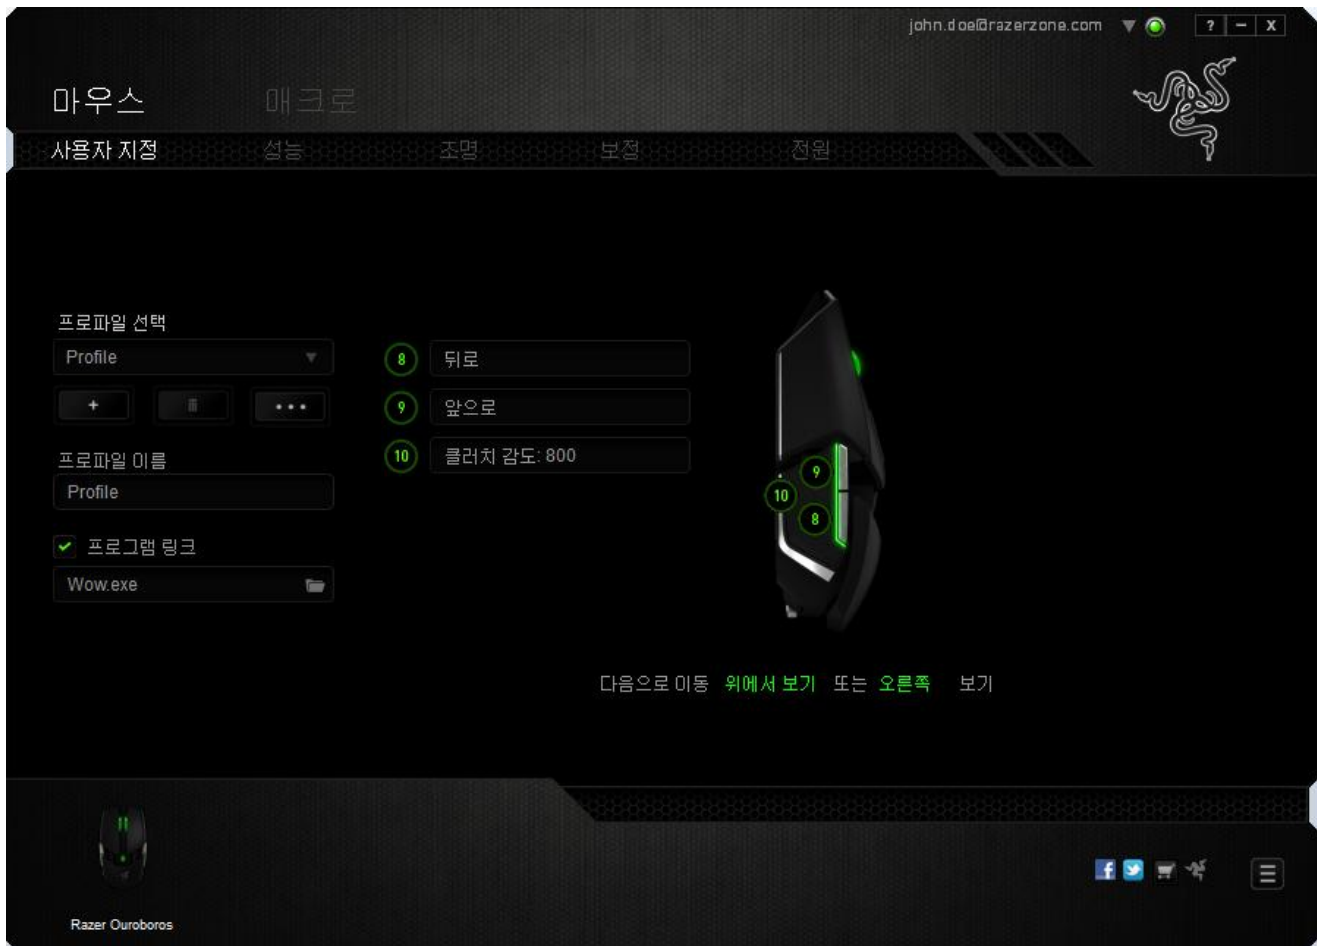 john.doe@razerzone.com
? – X
마우스 매크로
사용자 지정 성능 조명 보정 전원
프로파일 선택
Profile
+ ...
프로파일 이름
Profile
프로그램 링크
Wow.exe
8 뒤로
9 앞으로
10 클러치 감도: 800
9
10
8
다음으로 이동 위에서 보기 또는 오른쪽 보기
Razer Ouroboros